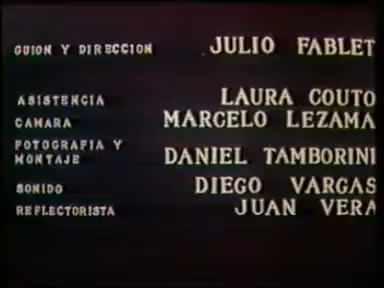 GUION Y DIRECCION JULIO FABLET
ASISTENCIA LAURA COUTO
CAMARA MARCELO LEZAMA
FOTOGRAFIA Y
MONTAJE DANIEL TAMBORINI
SONIDO DIEGO VARGAS
REFLECTORISTA JUAN VERA